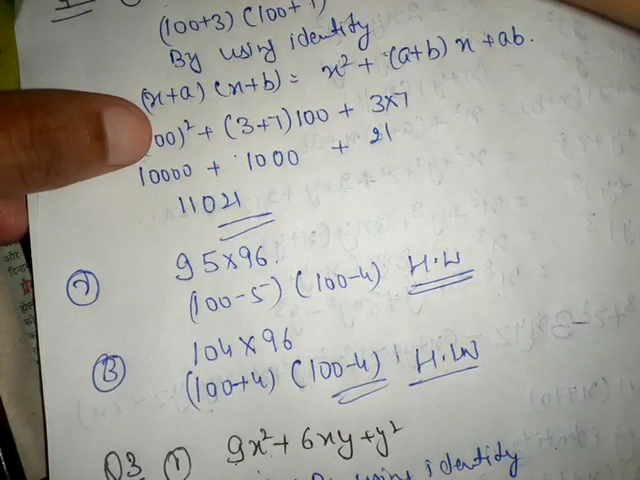 (100+3) (100+7)
By using identity
(x+a) (x+b) = x² + (a+b) x + ab.
00)² + (3+7)100 + 3×7
10000 + 1000 + 21
11021
95×96.
(100-5) (100-4) H.W
104×96
(100+4) (100-4) H.W
Q3 ① 9x² + 6xy + y²
using identity